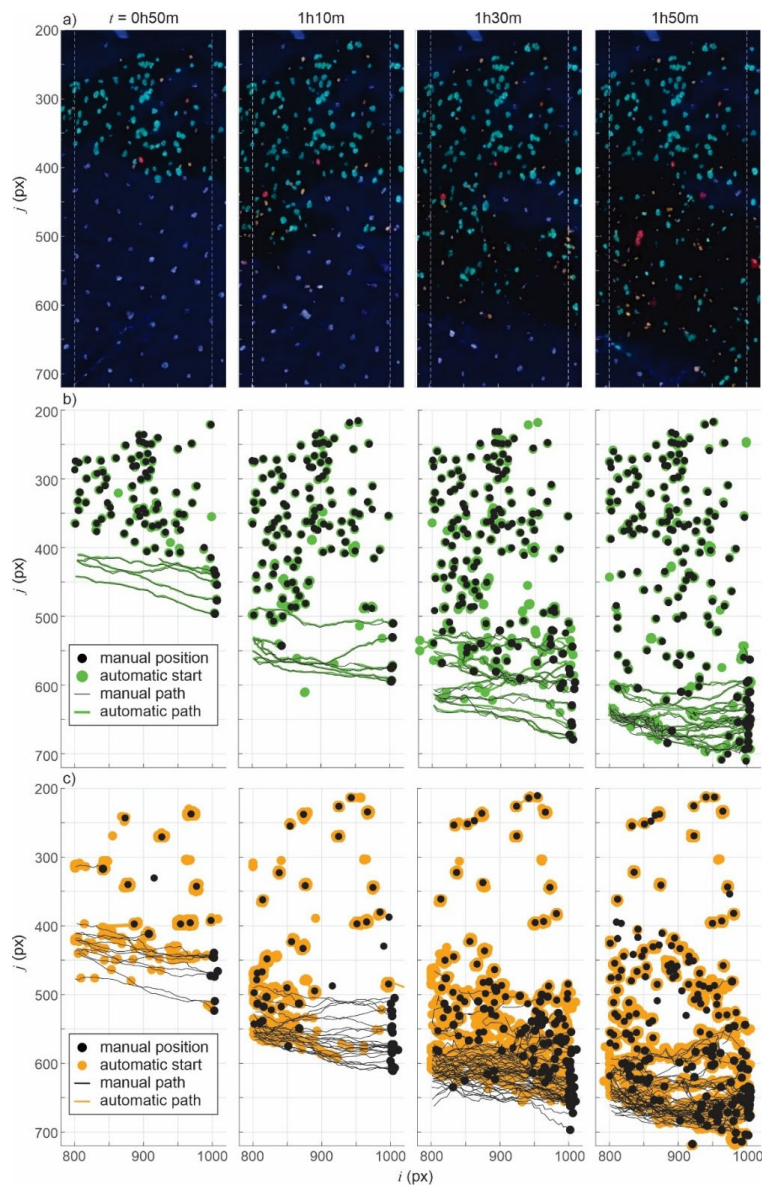 a)
t = 0h50m 1h10m 1h30m 1h50m
200
300
400
500
600
700
j (px)
b)
200
300
400
500
600
700
j (px)
manual position
automatic start
manual path
automatic path
c)
200
300
400
500
600
700
j (px)
manual position
automatic start
manual path
automatic path
800 900 1000 800 900 1000 800 900 1000 800 900 1000
i (px)